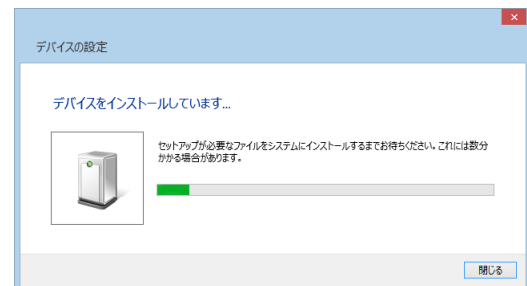 デバイスの設定
デバイスをインストールしています...
セットアップが必要なファイルをシステムにインストールするまでお待ちください。これには数分
かかる場合があります。
閉じる